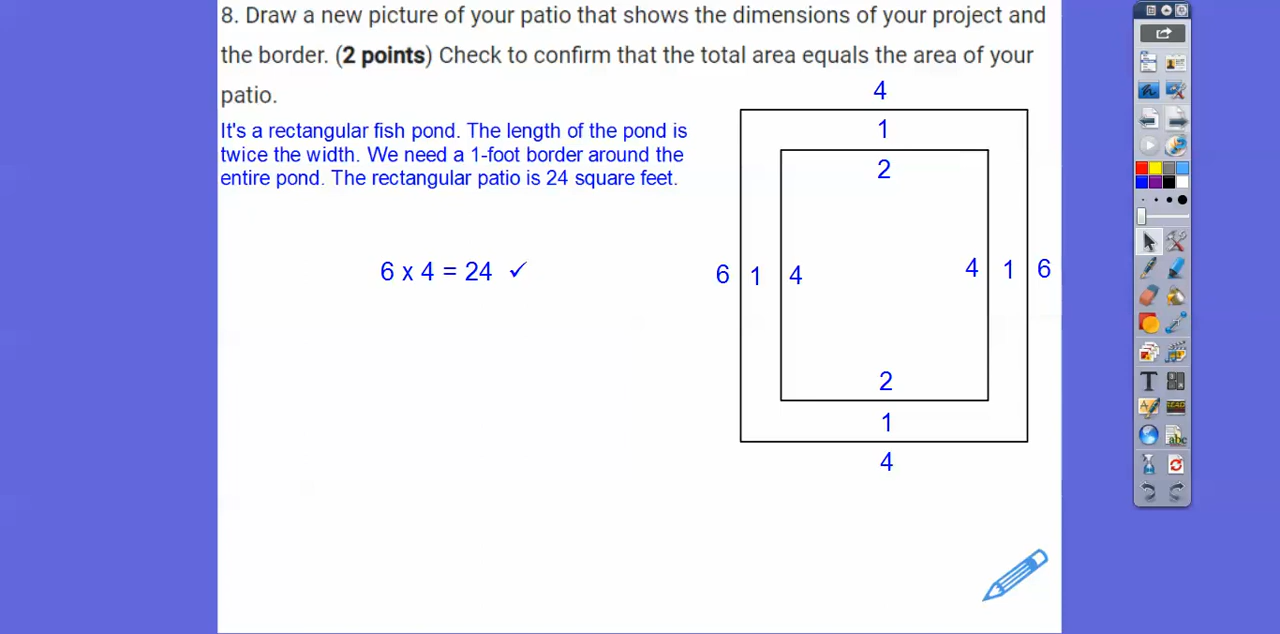 8. Draw a new picture of your patio that shows the dimensions of your project and
the border. (2 points) Check to confirm that the total area equals the area of your
patio.
It's a rectangular fish pond. The length of the pond is
twice the width. We need a 1-foot border around the
entire pond. The rectangular patio is 24 square feet.
6 x 4 = 24 ✓
4
1
2
6 1 4 4 1 6
2
1
4